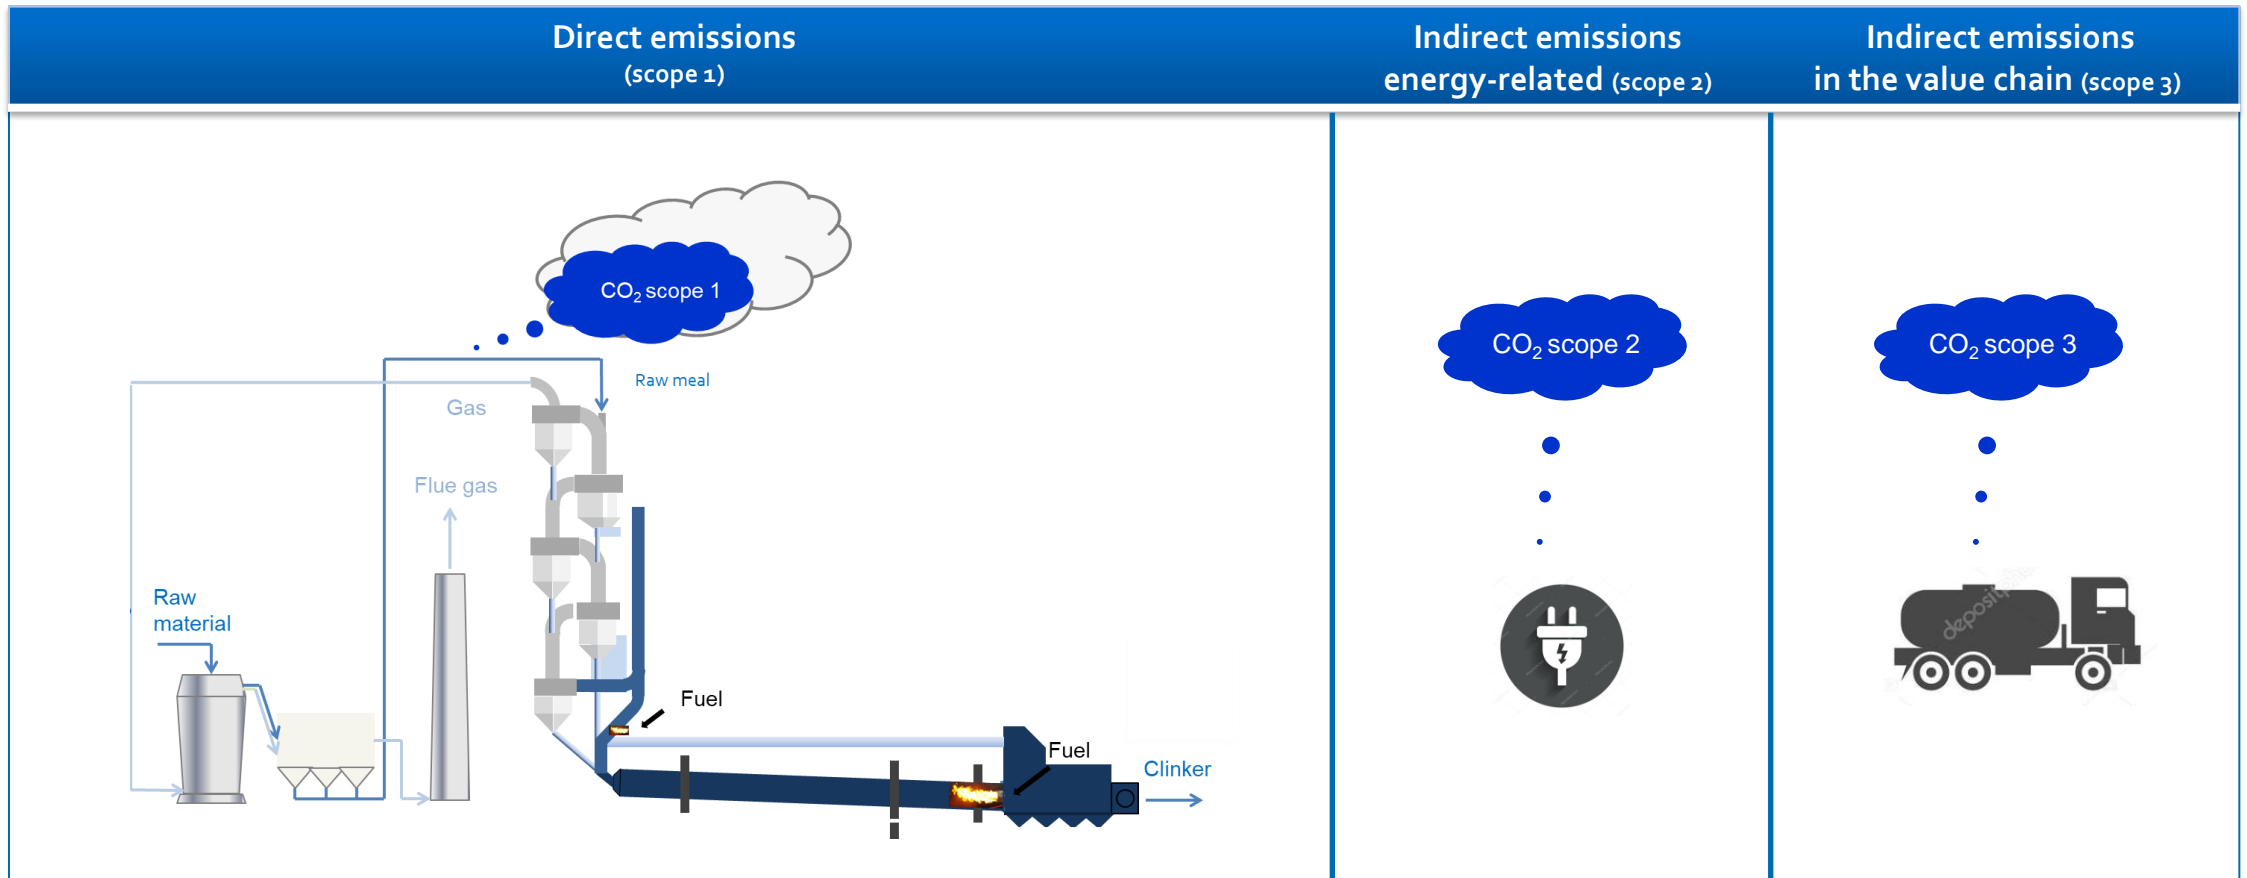 Direct emissions
(scope 1)
Indirect emissions
energy-related (scope 2)
Indirect emissions
in the value chain (scope 3)
CO₂ scope 1
Raw meal
Gas
Flue gas
Raw
material
Fuel
Fuel
Clinker
CO₂ scope 2
CO₂ scope 3